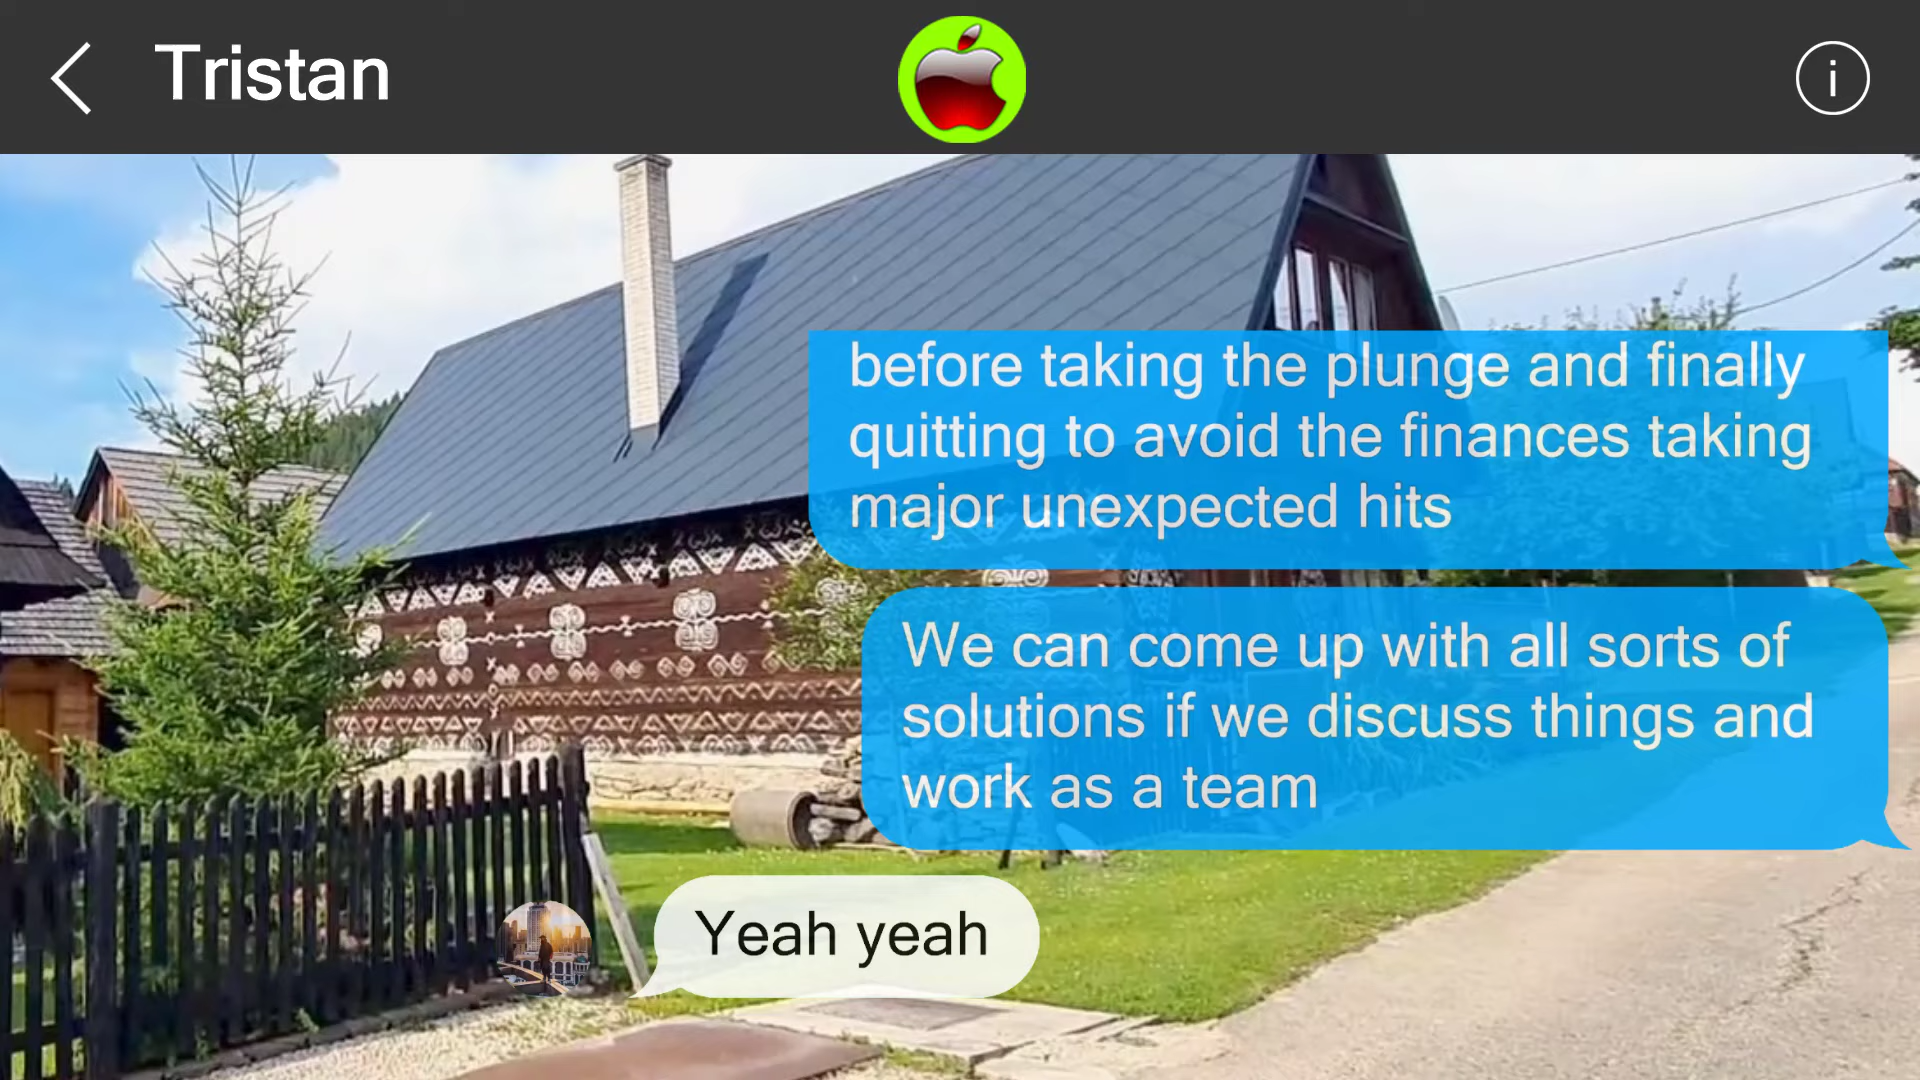 Tristan
i
before taking the plunge and finally
quitting to avoid the finances taking
major unexpected hits
We can come up with all sorts of
solutions if we discuss things and
work as a team
Yeah yeah